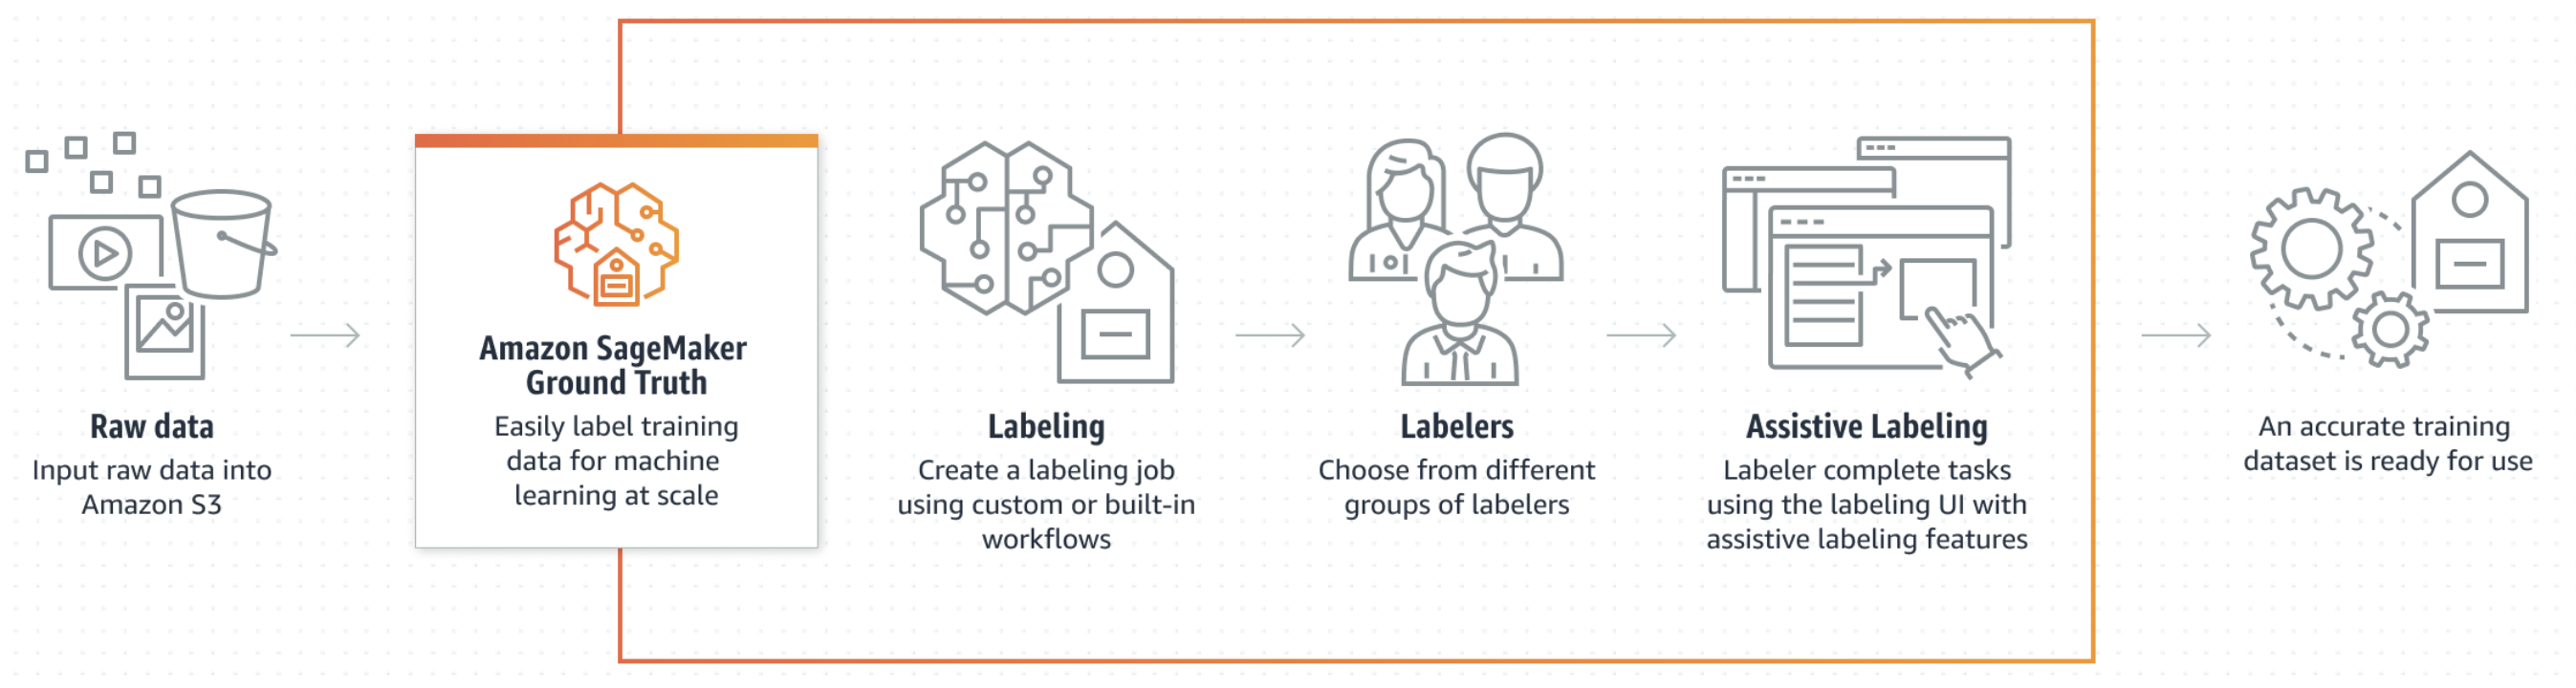 Raw data
Input raw data into
Amazon S3
Amazon SageMaker
Ground Truth
Easily label training
data for machine
learning at scale
Labeling
Create a labeling job
using custom or built-in
workflows
Labelers
Choose from different
groups of labelers
Assistive Labeling
Labeler complete tasks
using the labeling UI with
assistive labeling features
An accurate training
dataset is ready for use